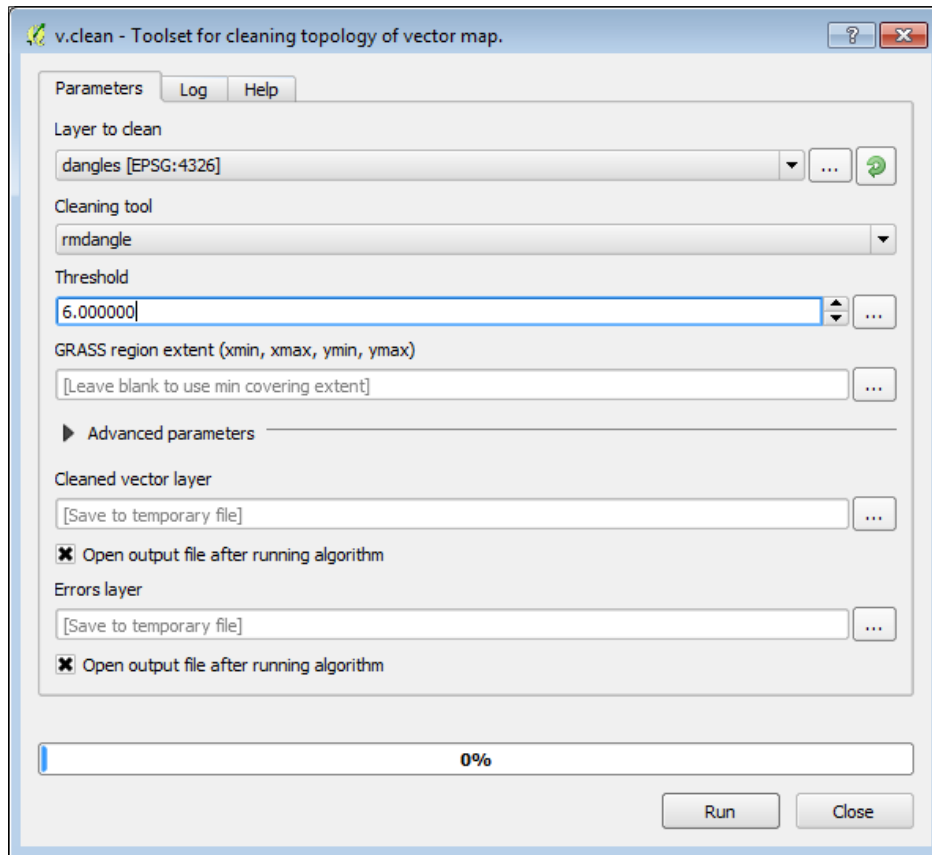 v.clean - Toolset for cleaning topology of vector map.
?
Parameters Log Help
Layer to clean
dangles [EPSG:4326]
...
Cleaning tool
rmdangle
Threshold
6.000000
...
GRASS region extent (xmin, xmax, ymin, ymax)
[Leave blank to use min covering extent]
...
Advanced parameters
Cleaned vector layer
[Save to temporary file]
...
Open output file after running algorithm
Errors layer
[Save to temporary file]
...
Open output file after running algorithm
0%
Run Close